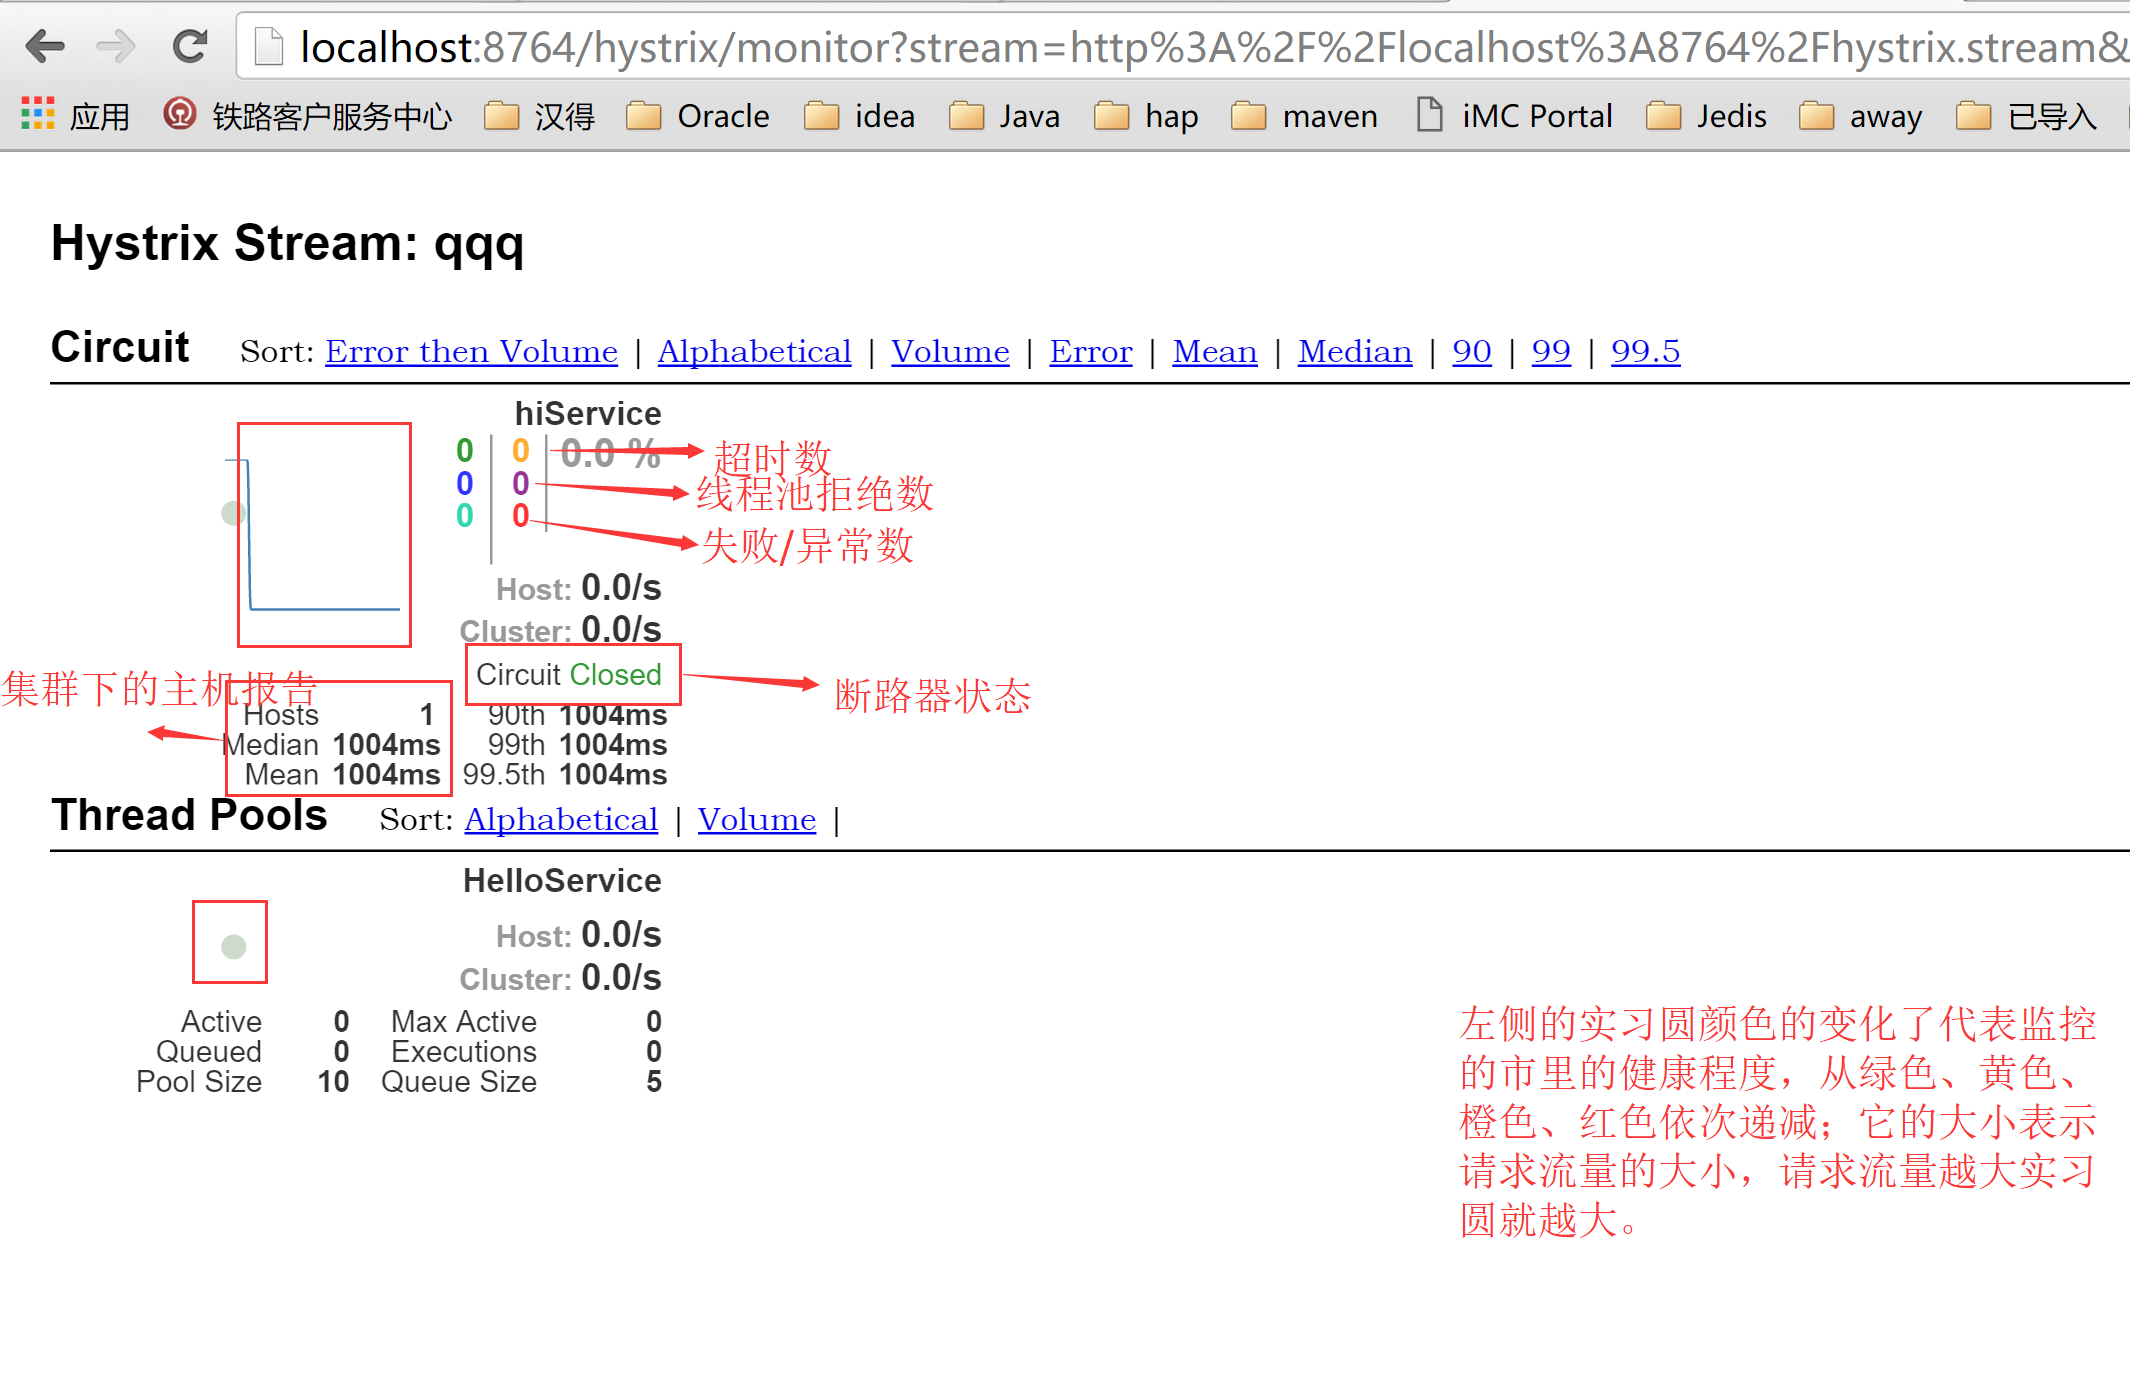 localhost:8764/hystrix/monitor?stream=http%3A%2F%2Flocalhost%3A8764%2Fhystrix.stream&
应用 铁路客户服务中心 汉得 Oracle idea Java hap maven iMC Portal Jedis away 已导入
Hystrix Stream: qqq
Circuit Sort: Error then Volume | Alphabetical | Volume | Error | Mean | Median | 90 | 99 | 99.5
hiService
0 0 0.0 % 超时数
0 0 线程池拒绝数
0 0 失败/异常数
Host: 0.0/s
Cluster: 0.0/s
Circuit Closed 断路器状态
集群下的主机报告
Hosts 1 90th 1004ms
Median 1004ms 99th 1004ms
Mean 1004ms 99.5th 1004ms
Thread Pools Sort: Alphabetical | Volume |
HelloService
Host: 0.0/s
Cluster: 0.0/s
Active 0 Max Active 0
Queued 0 Executions 0
Pool Size 10 Queue Size 5
左侧的实习圆颜色的变化了代表监控
的市里的健康程度，从绿色、黄色、
橙色、红色依次递减；它的大小表示
请求流量的大小，请求流量越大实习
圆就越大。